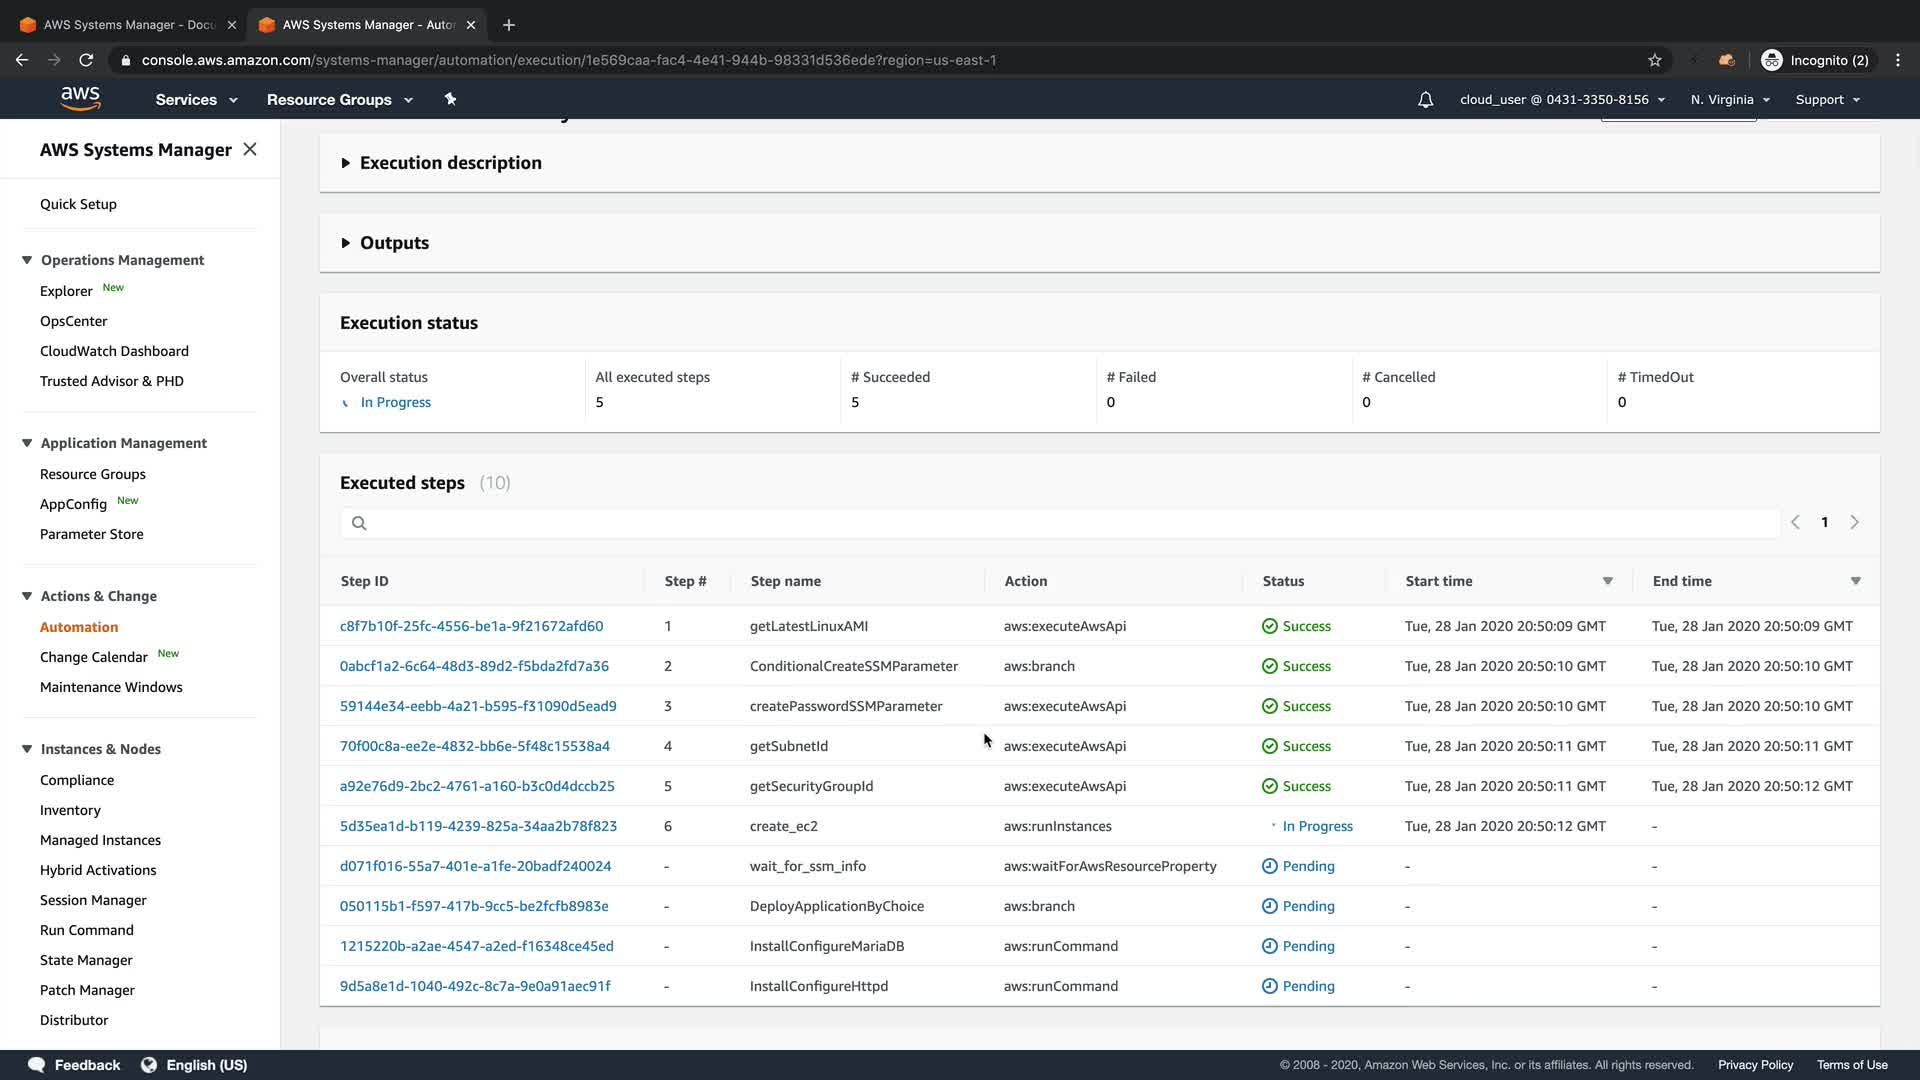 AWS Systems Manager - Docu
AWS Systems Manager - Auto
console.aws.amazon.com/systems-manager/automation/execution/1e569caa-fac4-4e41-944b-98331d536ede?region=us-east-1
Incognito (2)
aws
Services
Resource Groups
cloud_user @ 0431-3350-8156
N. Virginia
Support
AWS Systems Manager
Quick Setup
Operations Management
Explorer New
OpsCenter
CloudWatch Dashboard
Trusted Advisor & PHD
Application Management
Resource Groups
AppConfig New
Parameter Store
Actions & Change
Automation
Change Calendar New
Maintenance Windows
Instances & Nodes
Compliance
Inventory
Managed Instances
Hybrid Activations
Session Manager
Run Command
State Manager
Patch Manager
Distributor
Execution description
Outputs
Execution status
Overall status All executed steps # Succeeded # Failed # Cancelled # TimedOut
In Progress 5 5 0 0 0
Executed steps (10)
1
Step ID Step # Step name Action Status Start time End time
c8f7b10f-25fc-4556-be1a-9f21672afd60 1 getLatestLinuxAMI aws:executeAwsApi Success Tue, 28 Jan 2020 20:50:09 GMT Tue, 28 Jan 2020 20:50:09 GMT
0abcf1a2-6c64-48d3-89d2-f5bda2fd7a36 2 ConditionalCreateSSMParameter aws:branch Success Tue, 28 Jan 2020 20:50:10 GMT Tue, 28 Jan 2020 20:50:10 GMT
59144e34-eebb-4a21-b595-f31090d5ead9 3 createPasswordSSMParameter aws:executeAwsApi Success Tue, 28 Jan 2020 20:50:10 GMT Tue, 28 Jan 2020 20:50:10 GMT
70f00c8a-ee2e-4832-bb6e-5f48c15538a4 4 getSubnetId aws:executeAwsApi Success Tue, 28 Jan 2020 20:50:11 GMT Tue, 28 Jan 2020 20:50:11 GMT
a92e76d9-2bc2-4761-a160-b3c0d4dccb25 5 getSecurityGroupId aws:executeAwsApi Success Tue, 28 Jan 2020 20:50:11 GMT Tue, 28 Jan 2020 20:50:12 GMT
5d35ea1d-b119-4239-825a-34aa2b78f823 6 create_ec2 aws:runInstances In Progress Tue, 28 Jan 2020 20:50:12 GMT -
d071f016-55a7-401e-a1fe-20badf240024 - wait_for_ssm_info aws:waitForAwsResourceProperty Pending - -
050115b1-f597-417b-9cc5-be2fcfb8983e - DeployApplicationByChoice aws:branch Pending - -
1215220b-a2ae-4547-a2ed-f16348ce45ed - InstallConfigureMariaDB aws:runCommand Pending - -
9d5a8e1d-1040-492c-8c7a-9e0a91aec91f - InstallConfigureHttpd aws:runCommand Pending - -
Feedback
English (US)
© 2008 - 2020, Amazon Web Services, Inc. or its affiliates. All rights reserved.
Privacy Policy
Terms of Use